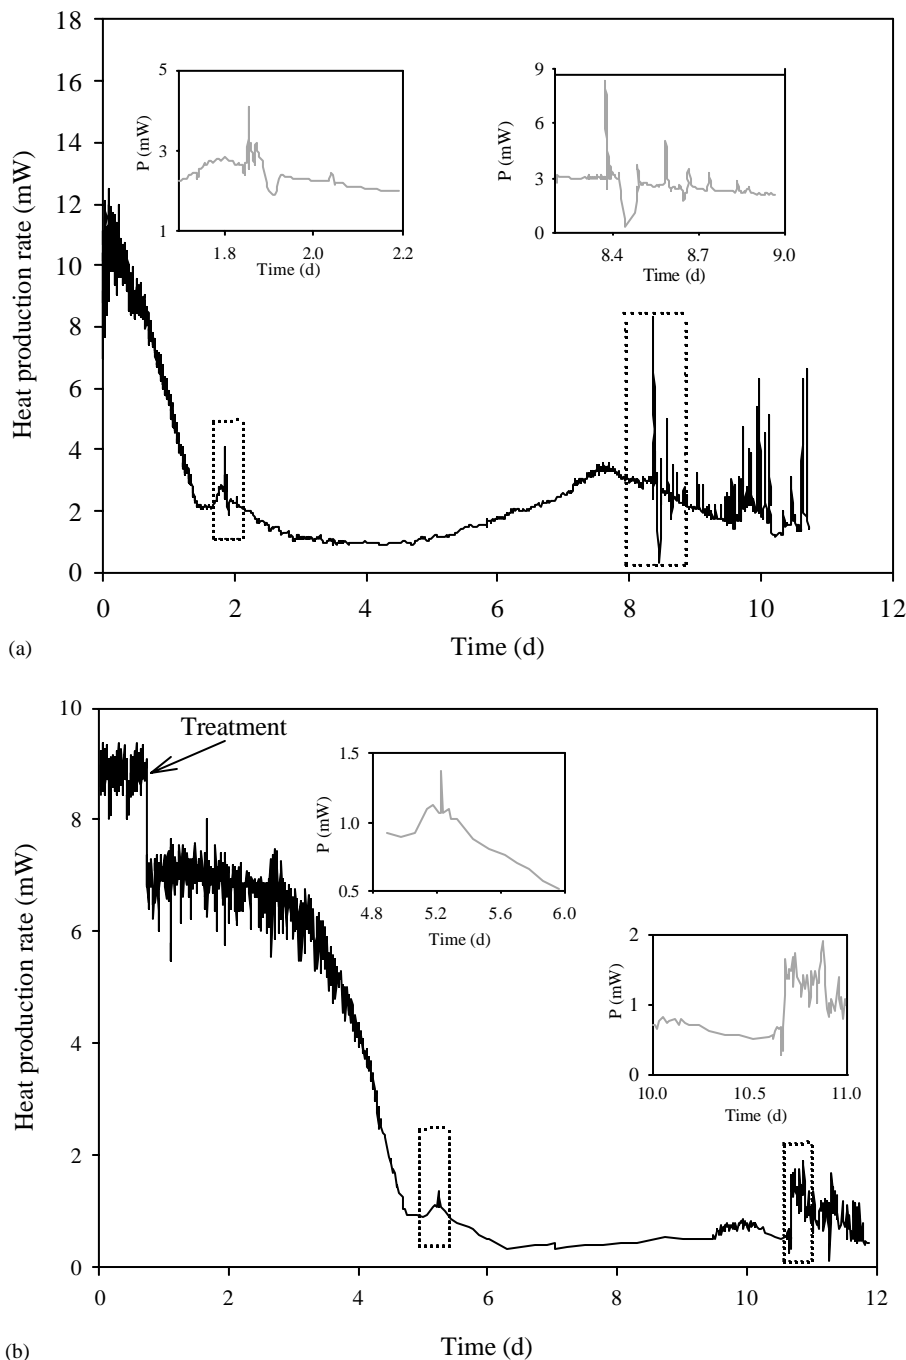 18
16
14
12
10
8
6
4
2
0
Heat production rate (mW)
0 2 4 6 8 10 12
Time (d)
(a)
5
3
1
P (mW)
1.8 2.0 2.2
Time (d)
9
6
3
0
P (mW)
8.4 8.7 9.0
Time (d)
10
8
6
4
2
0
Heat production rate (mW)
Treatment
1.5
1.0
0.5
P (mW)
4.8 5.2 5.6 6.0
Time (d)
2
1
0
P (mW)
10.0 10.5 11.0
Time (d)
0 2 4 6 8 10 12
Time (d)
(b)